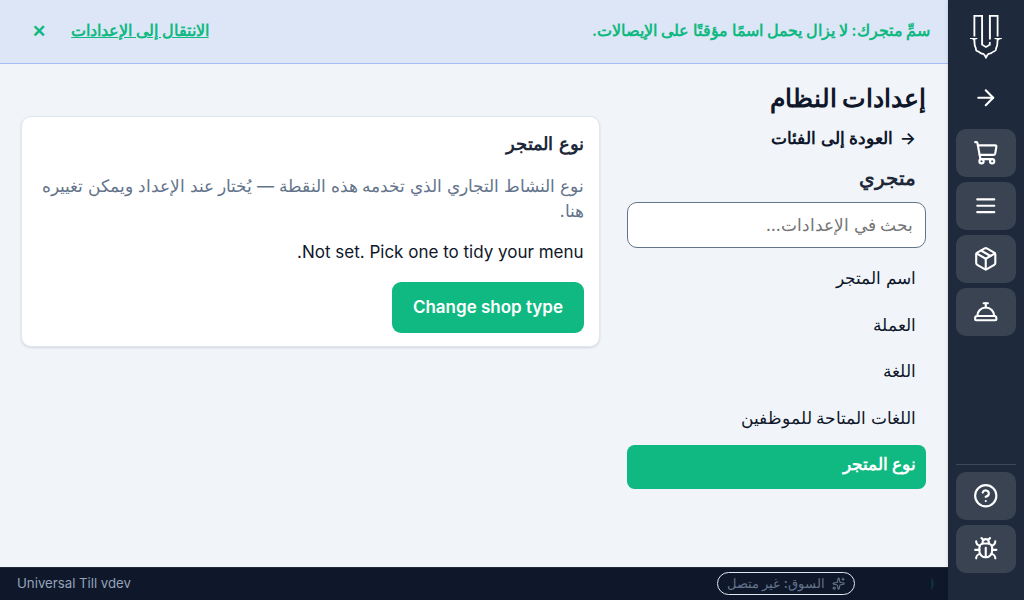 سمِّ متجرك: لا يزال يحمل اسمًا مؤقتًا على الإيصالات.
الانتقال إلى الإعدادات
×
إعدادات النظام
→ العودة إلى الفئات
متجري
بحث في الإعدادات...
اسم المتجر
العملة
اللغة
اللغات المتاحة للموظفين
نوع المتجر
نوع المتجر
نوع النشاط التجاري الذي تخدمه هذه النقطة — يُختار عند الإعداد ويمكن تغييره
هنا.
Not set. Pick one to tidy your menu.
Change shop type
السوق: غير متصل
Universal Till vdev